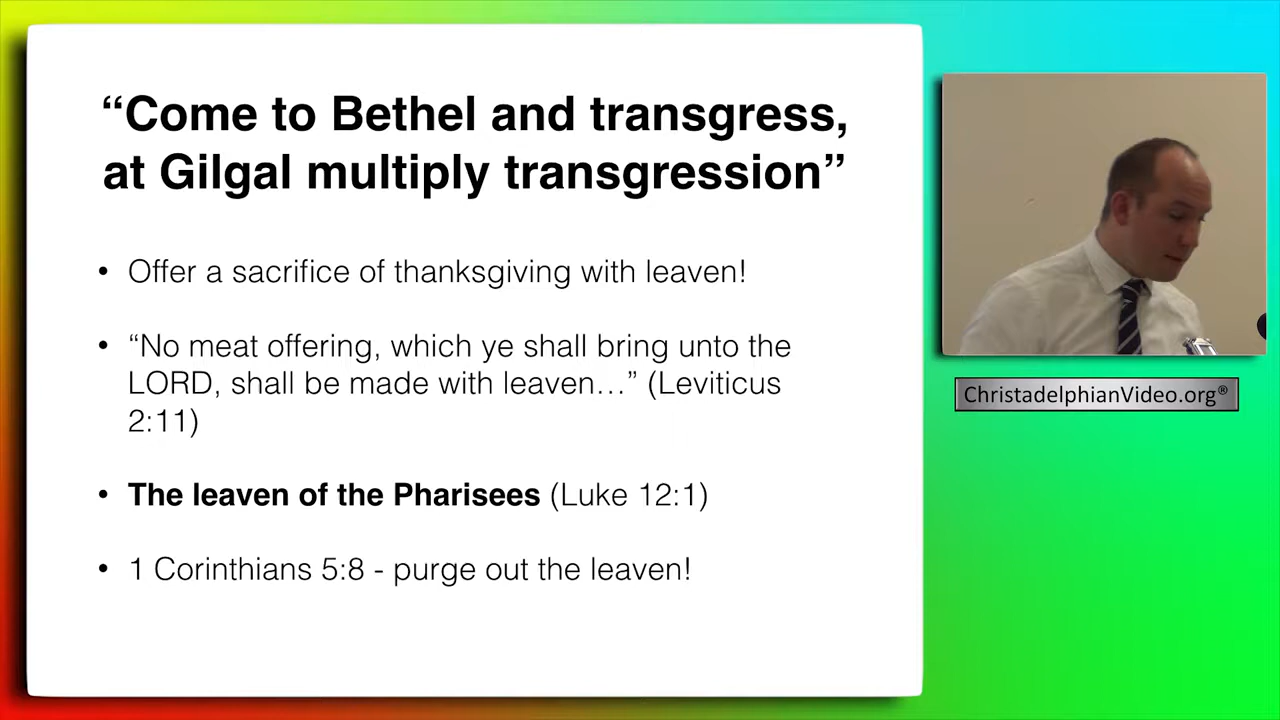 “Come to Bethel and transgress,
at Gilgal multiply transgression”
• Offer a sacrifice of thanksgiving with leaven!
• “No meat offering, which ye shall bring unto the
LORD, shall be made with leaven…” (Leviticus
2:11)
• The leaven of the Pharisees (Luke 12:1)
• 1 Corinthians 5:8 - purge out the leaven!
ChristadelphianVideo.org®